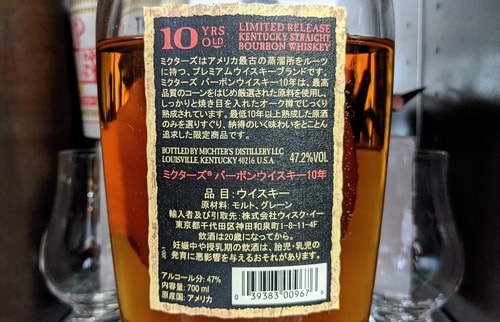 10 YRS OLD
LIMITED RELEASE
KENTUCKY STRAIGHT
BOURBON WHISKEY
ミクターズはアメリカ最古の蒸溜所をルーツ
に持つ、プレミアムウイスキーブランドです。
ミクターズ バーボンウイスキー10年は、最高
品質のコーンをはじめ厳選された原料を使用し、
しっかりと焼き目を入れたオーク樽でじっくり
熟成されています。最低10年以上熟成した原酒
のみを選りすぐり、納得のいく味わいをとことん
追求した限定商品です。
BOTTLED BY MICHTER'S DISTILLERY LLC
LOUISVILLE, KENTUCKY 40216 U.S.A.
47.2%VOL
ミクターズ® バーボンウイスキー10年
品目:ウイスキー
原材料:モルト、グレーン
輸入者及び引取先:株式会社ウィスク・イー
東京都千代田区神田和泉町1-8-11-4F
飲酒は20歳になってから。
妊娠中や授乳期の飲酒は、胎児・乳児の
発育に悪影響を与えるおそれがあります。
アルコール分:47%
内容量:700 ml
原産国:アメリカ
0 39383 00967